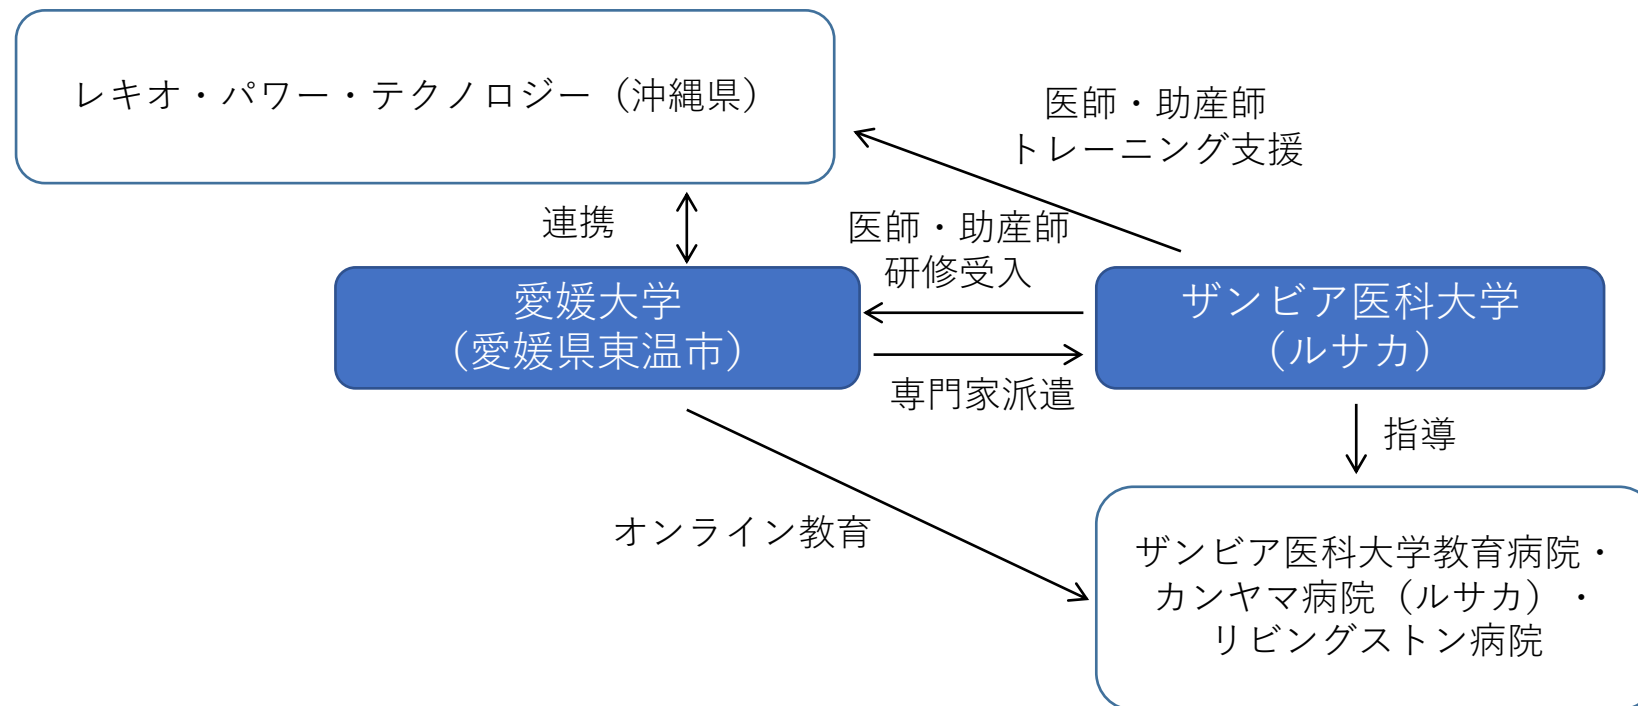 レキオ・パワー・テクノロジー（沖縄県）
医師・助産師
トレーニング支援
連携
医師・助産師
研修受入
愛媛大学
（愛媛県東温市）
ザンビア医科大学
（ルサカ）
専門家派遣
指導
オンライン教育
ザンビア医科大学教育病院・
カンヤマ病院（ルサカ）・
リビングストン病院